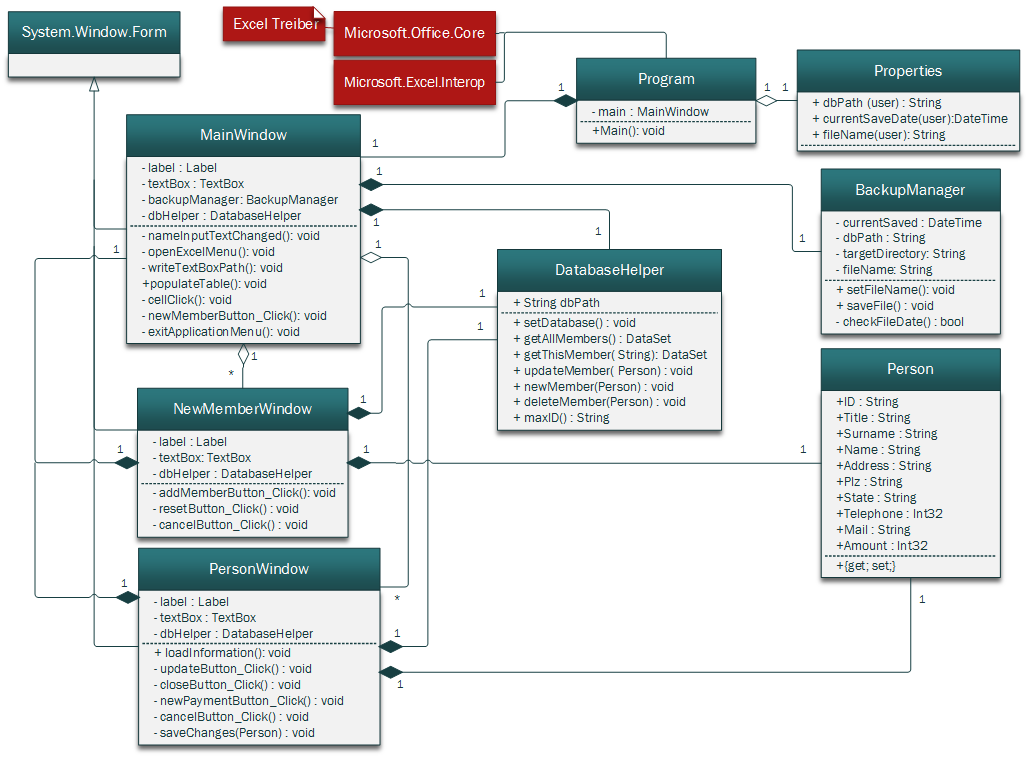 System.Window.Form
Excel Treiber
Microsoft.Office.Core
Microsoft.Excel.Interop
Program
- main : MainWindow
+Main(): void
1
1
1
Properties
+ dbPath (user) : String
+ currentSaveDate(user):DateTime
+ fileName(user): String
MainWindow
- label : Label
- textBox : TextBox
- backupManager: BackupManager
- dbHelper : DatabaseHelper
- nameInputTextChanged(): void
- openExcelMenu(): void
- writeTextBoxPath(): void
+populateTable(): void
- cellClick(): void
- newMemberButton_Click(): void
- exitApplicationMenu(): void
1
1
1
1
1
1
1
BackupManager
- currentSaved : DateTime
- dbPath : String
- targetDirectory: String
- fileName: String
+ setFileName(): void
+ saveFile() : void
- checkFileDate() : bool
DatabaseHelper
+ String dbPath
+ setDatabase() : void
+ getAllMembers() : DataSet
+ getThisMember( String): DataSet
+ updateMember( Person) : void
+ newMember(Person) : void
+ deleteMember(Person) : void
+ maxID() : String
1
1
1
*
NewMemberWindow
- label : Label
- textBox: TextBox
- dbHelper : DatabaseHelper
- addMemberButton_Click(): void
- resetButton_Click() : void
- cancelButton_Click() : void
1
1
1
1
Person
+ID : String
+Title : String
+Surname : String
+Name : String
+Address : String
+Plz : String
+State : String
+Telephone : Int32
+Mail : String
+Amount : Int32
+{get; set;}
1
PersonWindow
- label : Label
- textBox : TextBox
- dbHelper : DatabaseHelper
+ loadInformation(): void
- updateButton_Click() : void
- closeButton_Click() : void
- newPaymentButton_Click() : void
- cancelButton_Click() : void
- saveChanges(Person) : void
1
*
1
1